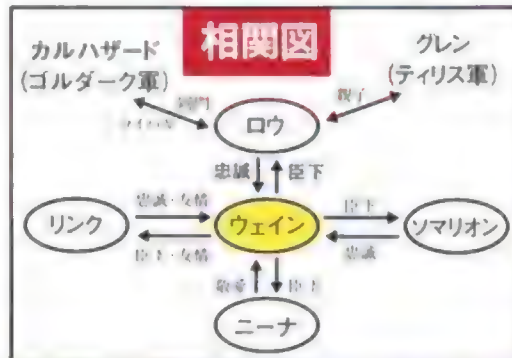 相関図
カルハザード
(ゴルダーク軍)
グレン
(ティリス軍)
親子
ロウ
忠誠
臣下
リンク
忠誠・友情
臣下・友情
ウェイン
臣下
忠誠
ソマリオン
敬愛
臣下
ニーナ